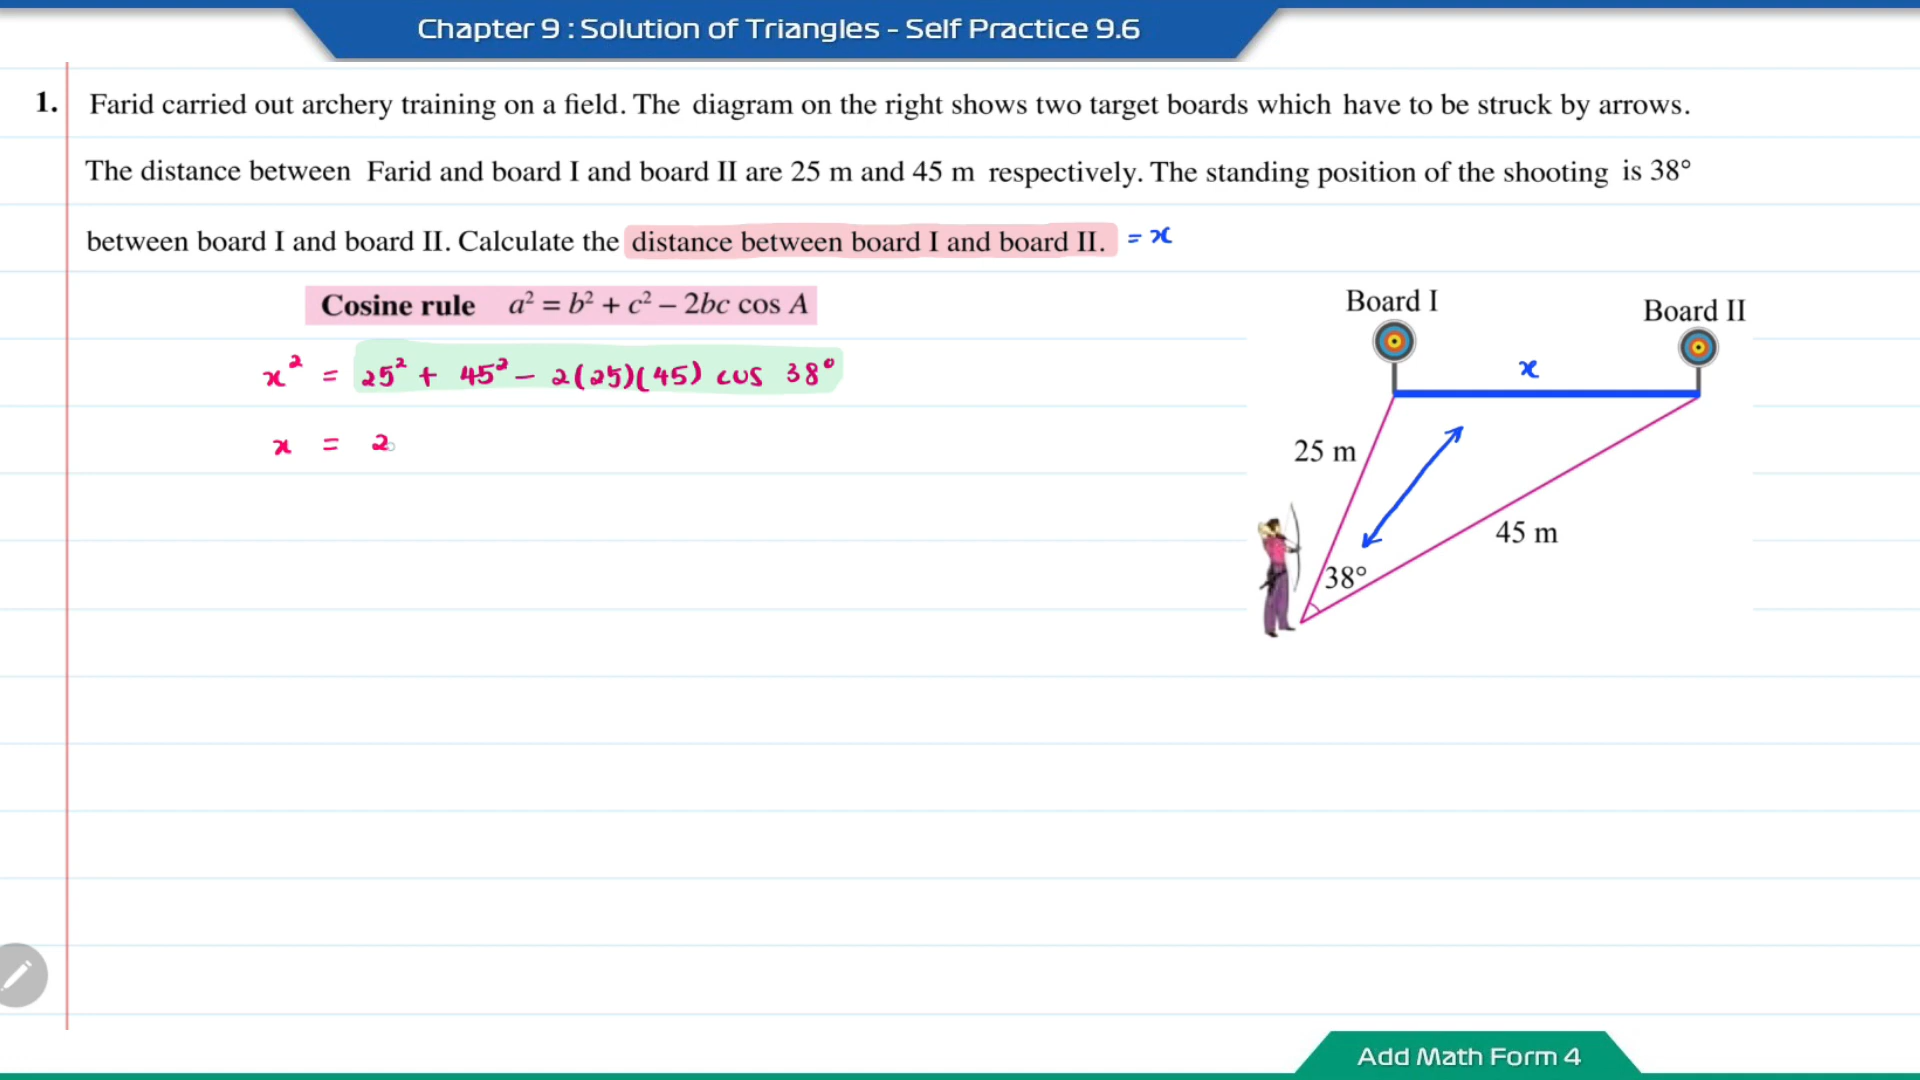 Chapter 9 : Solution of Triangles - Self Practice 9.6
1. Farid carried out archery training on a field. The diagram on the right shows two target boards which have to be struck by arrows.
The distance between Farid and board I and board II are 25 m and 45 m respectively. The standing position of the shooting is 38°
between board I and board II. Calculate the distance between board I and board II. = x
Cosine rule a² = b² + c² – 2bc cos A
x² = 25² + 45² – 2(25)(45) cos 38°
x = 2
Board I
Board II
x
25 m
45 m
38°
Add Math Form 4